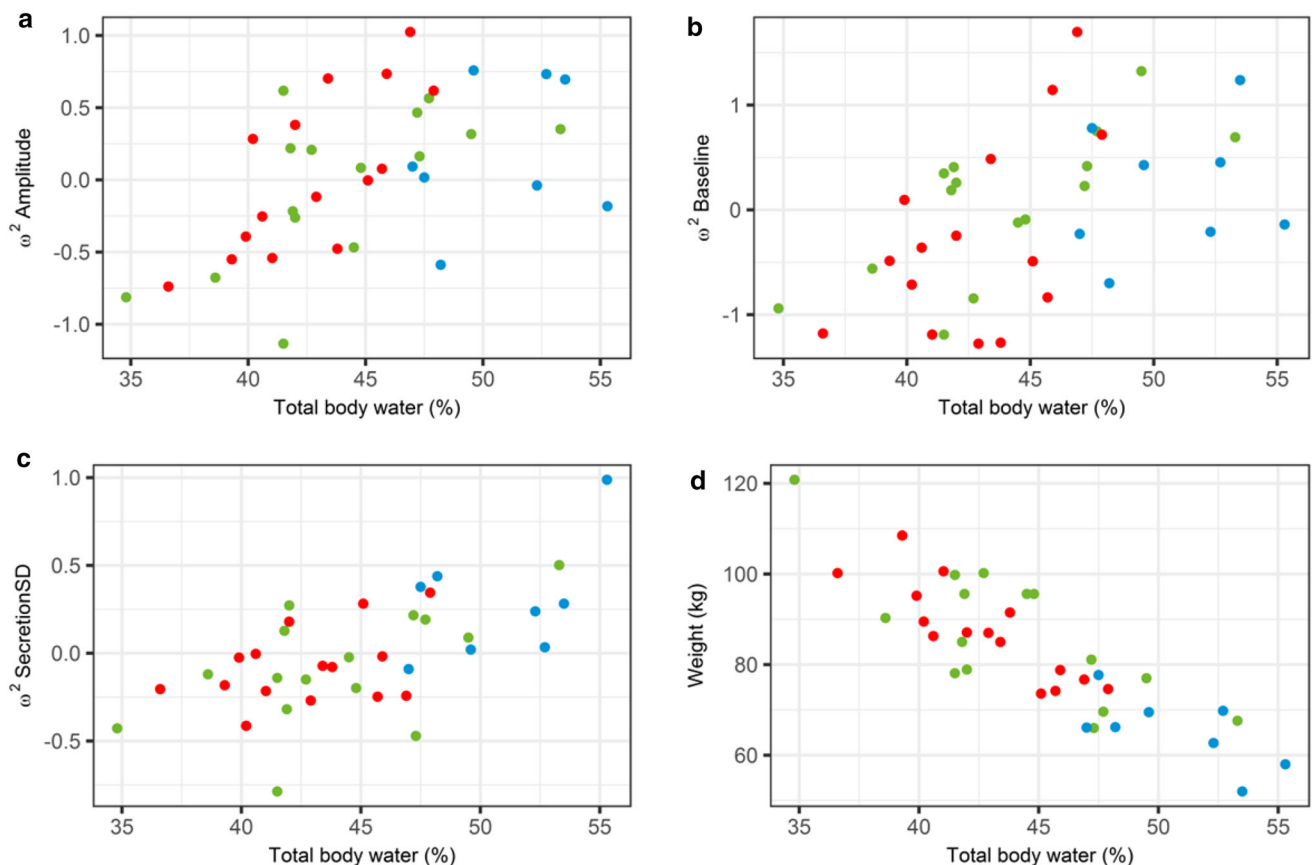 a
1.0
0.5
0.0
-0.5
-1.0
ω² Amplitude
35 40 45 50 55
Total body water (%)
b
1
0
-1
ω² Baseline
35 40 45 50 55
Total body water (%)
c
1.0
0.5
0.0
-0.5
ω² SecretionSD
35 40 45 50 55
Total body water (%)
d
120
100
80
60
Weight (kg)
35 40 45 50 55
Total body water (%)